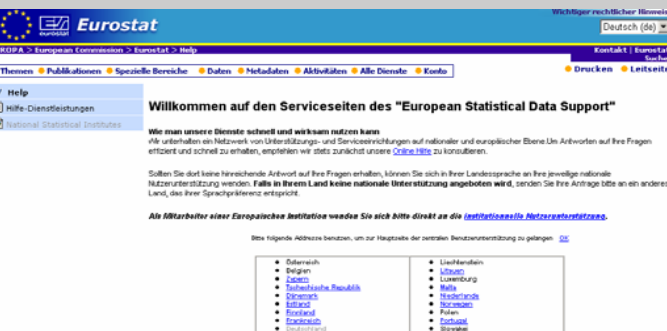 Wichtiger rechtlicher Hinweis
eurostat Eurostat
Deutsch (de)
ROPA > European Commission > Eurostat > Help
Kontakt | Eurostat
Suche
Themen Publikationen Spezielle Bereiche Daten Metadaten Aktivitäten Alle Dienste Konto
Drucken Leitseite
Help
Hilfe-Dienstleistungen
National Statistical Institutes
Willkommen auf den Serviceseiten des "European Statistical Data Support"
Wie man unsere Dienste schnell und wirksam nutzen kann
Wir unterhalten ein Netzwerk von Unterstützungs- und Serviceeinrichtungen auf nationaler und europäischer Ebene.Um Antworten auf Ihre Fragen
effizient und schnell zu erhalten, empfehlen wir stets zunächst unsere Online Hilfe zu konsultieren.
Sollten Sie dort keine hinreichende Antwort auf Ihre Fragen erhalten, können Sie sich in Ihrer Landessprache an Ihre jeweilige nationale
Nutzerunterstützung wenden. Falls in Ihrem Land keine nationale Unterstützung angeboten wird, senden Sie Ihre Anfrage bitte an ein anderes
Land, das Ihrer Sprachpräferenz entspricht.
Als Mitarbeiter einer Europaischen Institution wenden Sie sich bitte direkt an die institutionnelle Nutzerunterstützung.
Bitte folgende Addresse benutzen, um zur Hauptseite der zentralen Benutzerunterstützung zu gelangen OK.
Österreich
Belgien
Zypern
Tschechische Republik
Dänemark
Estland
Finnland
Frankreich
Deutschland
Liechtenstein
Litauen
Luxemburg
Malta
Niederlande
Norwegen
Polen
Portugal
Slowakei